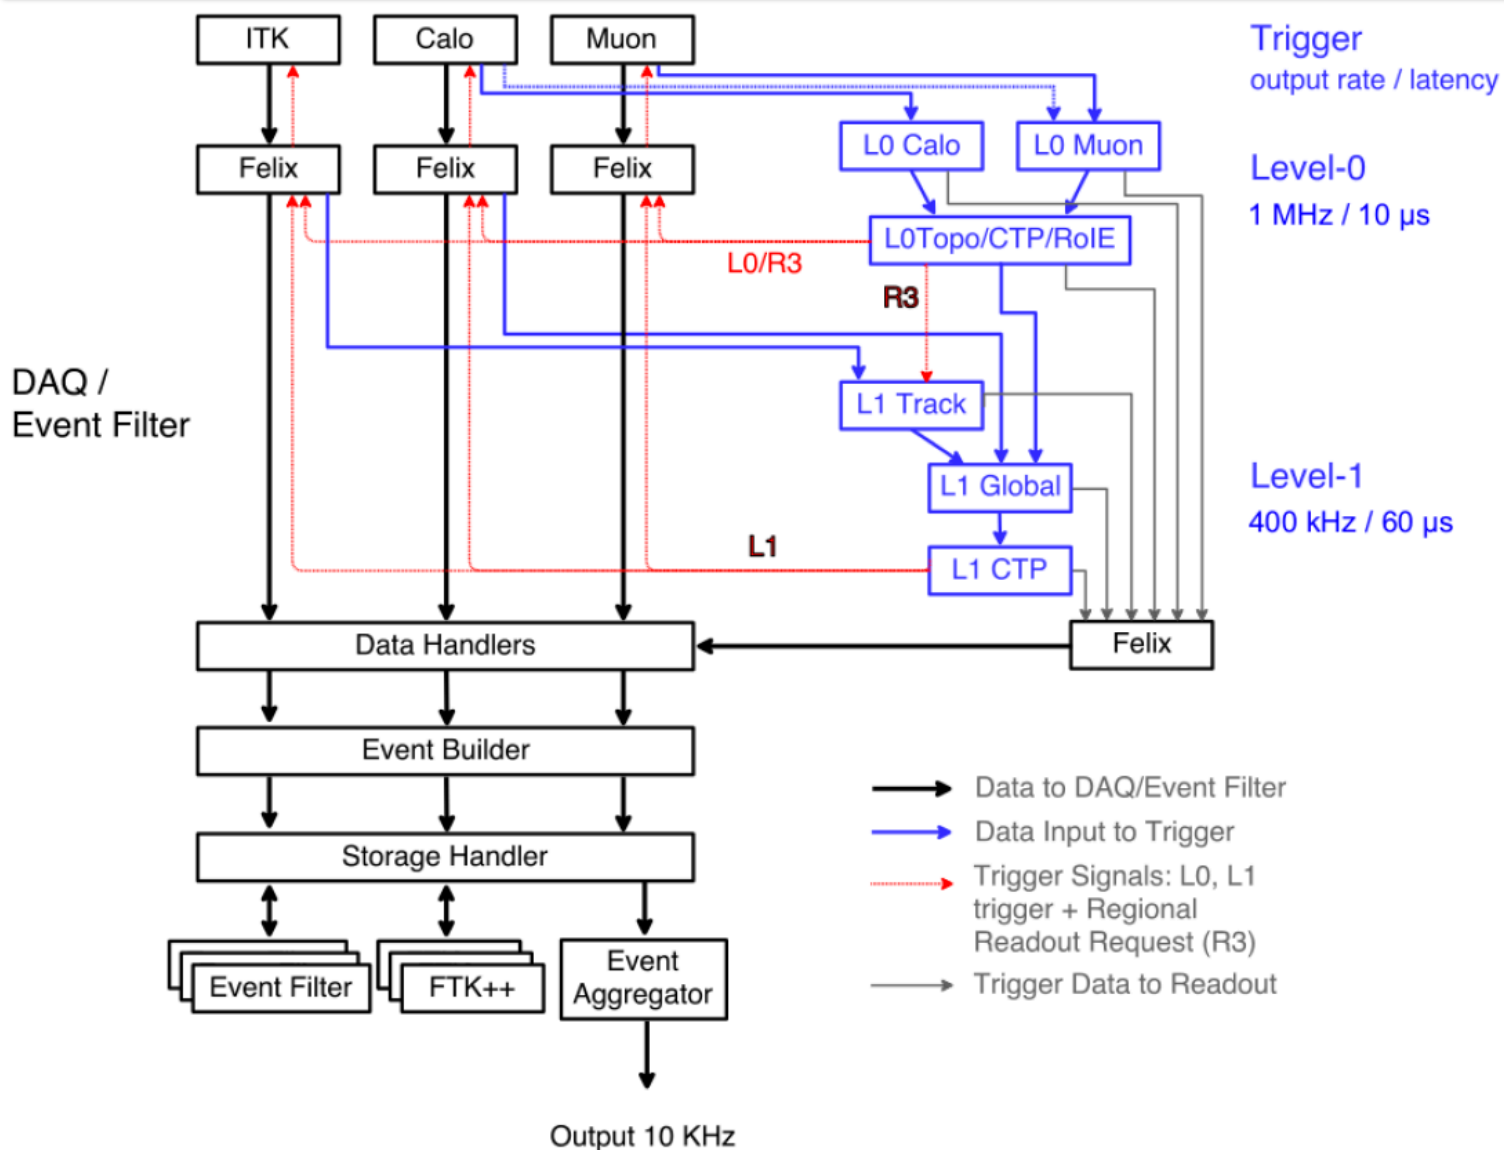 ITK
Calo
Muon
Trigger
output rate / latency
L0 Calo
L0 Muon
Felix
Felix
Felix
Level-0
1 MHz / 10 µs
L0Topo/CTP/RoIE
L0/R3
R3
DAQ /
Event Filter
L1 Track
L1 Global
Level-1
400 kHz / 60 µs
L1
L1 CTP
Data Handlers
Felix
Event Builder
Storage Handler
Event Filter
FTK++
Event
Aggregator
Output 10 KHz
Data to DAQ/Event Filter
Data Input to Trigger
Trigger Signals: L0, L1
trigger + Regional
Readout Request (R3)
Trigger Data to Readout